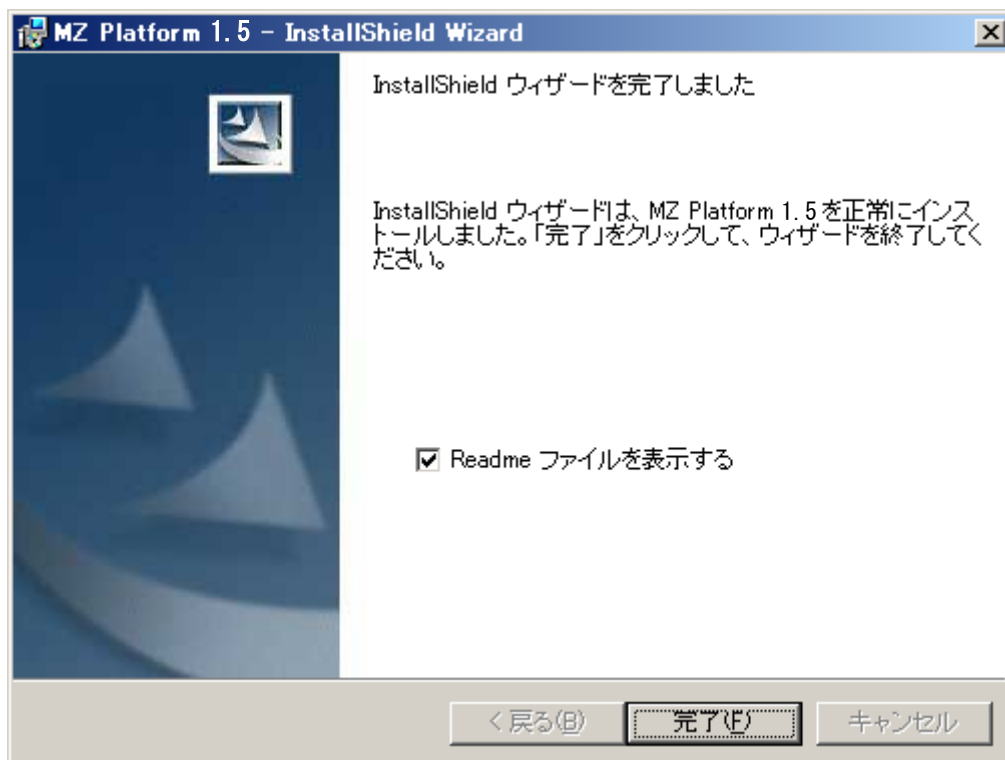 MZ Platform 1.5 - InstallShield Wizard
InstallShield ウィザードを完了しました
InstallShield ウィザードは、MZ Platform 1.5 を正常にインス
トールしました。「完了」をクリックして、ウィザードを終了してく
ださい。
Readme ファイルを表示する
< 戻る(B)
完了(F)
キャンセル